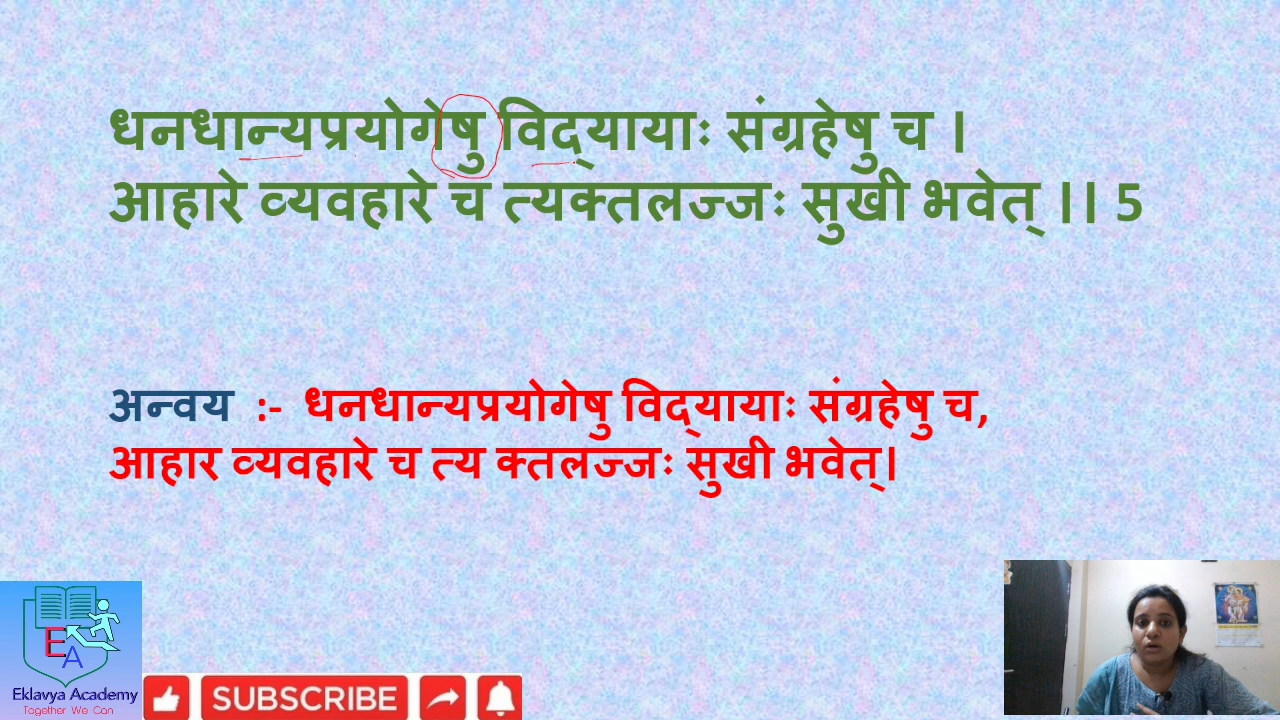 धनधान्यप्रयोगेषु विद्यायाः संग्रहेषु च ।
आहारे व्यवहारे च त्यक्तलज्जः सुखी भवेत् ।। 5
अन्वय :- धनधान्यप्रयोगेषु विद्यायाः संग्रहेषु च,
आहार व्यवहारे च त्य क्तलज्जः सुखी भवेत्।
EA
Eklavya Academy
Together We Can
SUBSCRIBE